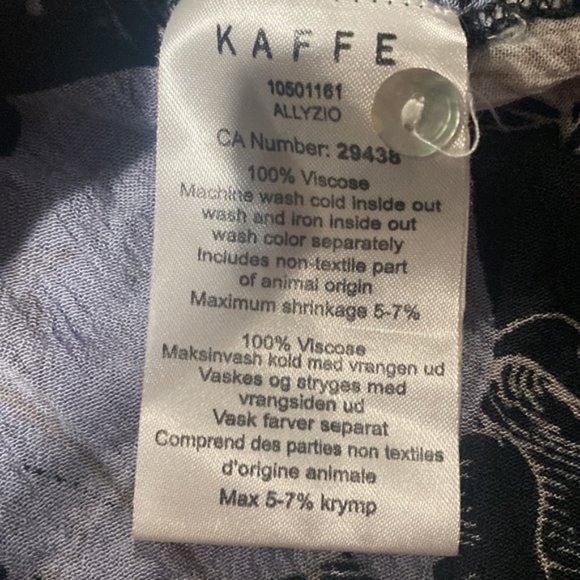 KAFFE
10501161
ALLYZIO
CA Number: 29438
100% Viscose
Machine wash cold inside out
wash and iron inside out
wash color separately
Includes non-textile part
of animal origin
Maximum shrinkage 5-7%
100% Viscose
Maksinvash kold med vrangen ud
Vaskes og stryges med
vrangsiden ud
Vask farver separat
Comprend des parties non textiles
d'origine animale
Max 5-7% krymp